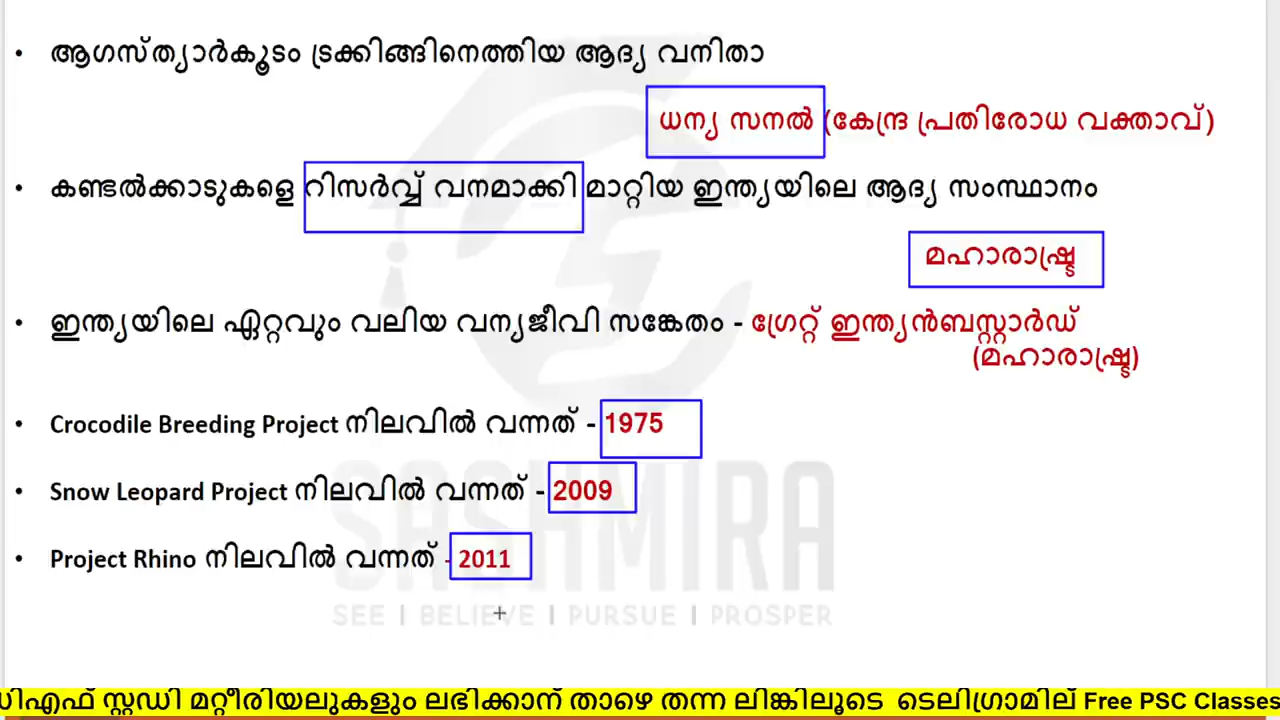 • ആഗസ്ത്യാർകൂടം ട്രക്കിങ്ങിനെത്തിയ ആദ്യ വനിതാ
ധന്യ സനൽ (കേന്ദ്ര പ്രതിരോധ വക്താവ്)
• കണ്ടൽക്കാടുകളെ റിസർവ്വ് വനമാക്കി മാറ്റിയ ഇന്ത്യയിലെ ആദ്യ സംസ്ഥാനം
മഹാരാഷ്ട്ര
• ഇന്ത്യയിലെ ഏറ്റവും വലിയ വന്യജീവി സങ്കേതം - ഗ്രേറ്റ് ഇന്ത്യൻബസ്റ്റാർഡ്
(മഹാരാഷ്ട്ര)
• Crocodile Breeding Project നിലവിൽ വന്നത് - 1975
• Snow Leopard Project നിലവിൽ വന്നത് - 2009
• Project Rhino നിലവിൽ വന്നത് - 2011
SASHMIRA
SEE | BELIEVE | PURSUE | PROSPER
ഡിഎഫ് സ്റ്റഡി മറ്റീരിയലുകളും ലഭിക്കാന് താഴെ തന്ന ലിങ്കിലൂടെ ടെലിഗ്രാമില് Free PSC Classes